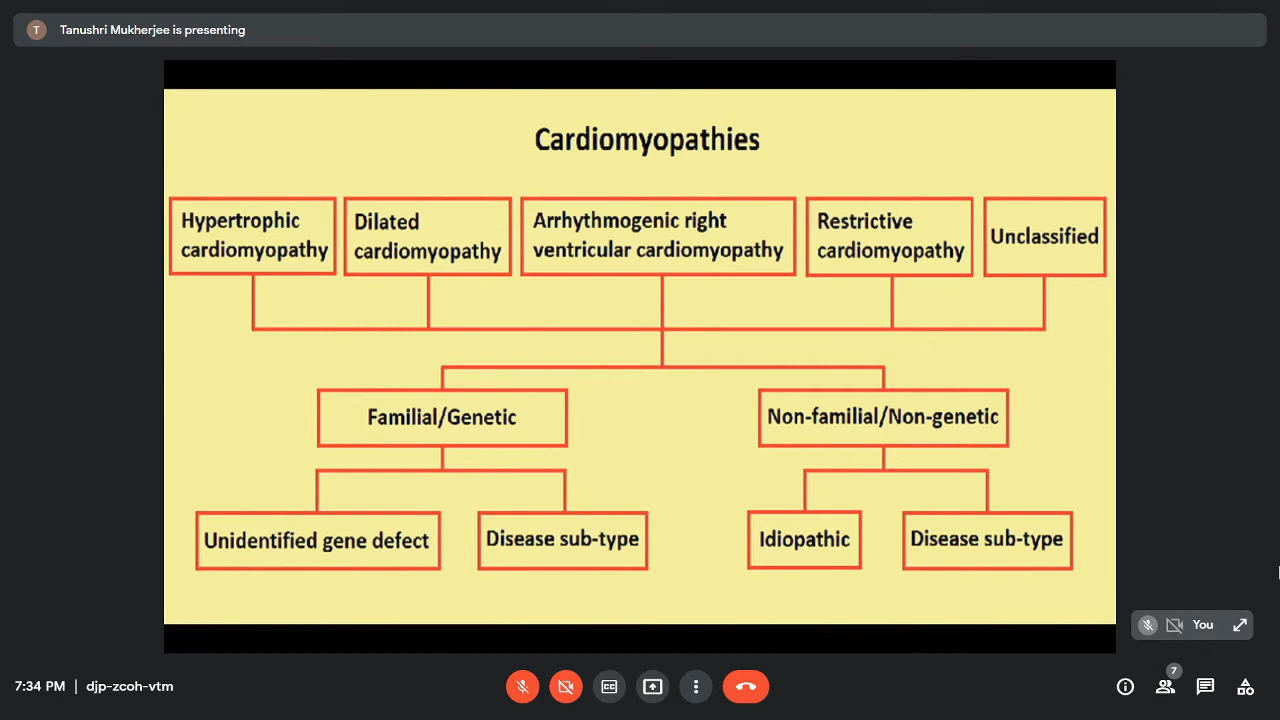 T
Tanushri Mukherjee is presenting
Cardiomyopathies
Hypertrophic
cardiomyopathy
Dilated
cardiomyopathy
Arrhythmogenic right
ventricular cardiomyopathy
Restrictive
cardiomyopathy
Unclassified
Familial/Genetic
Non-familial/Non-genetic
Unidentified gene defect
Disease sub-type
Idiopathic
Disease sub-type
You
7:34 PM | djp-zcoh-vtm
CC
7